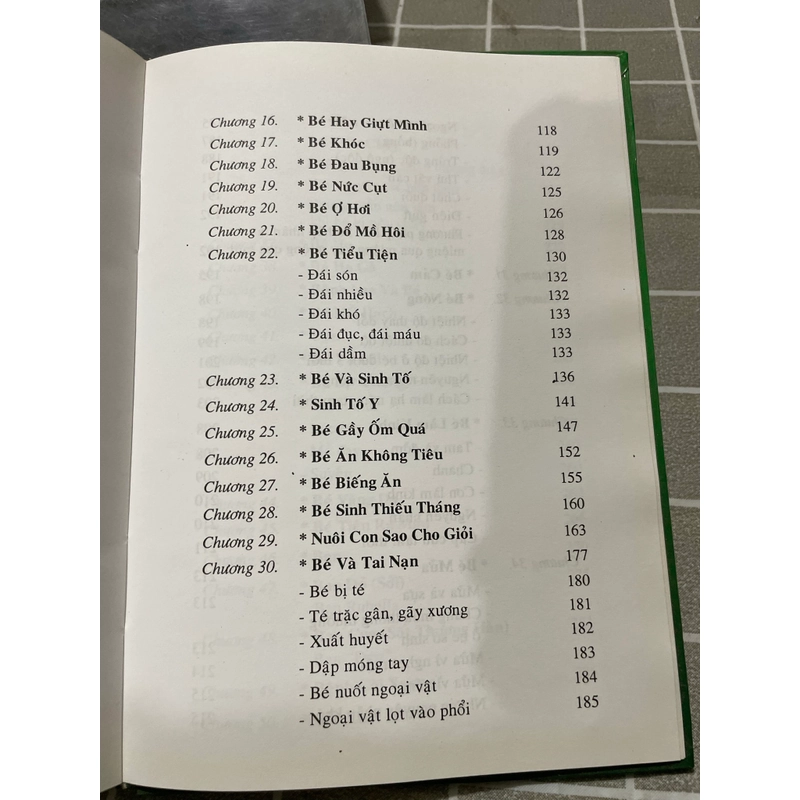 Chương 16. * Bé Hay Giựt Mình 118
Chương 17. * Bé Khóc 119
Chương 18. * Bé Đau Bụng 122
Chương 19. * Bé Nức Cụt 125
Chương 20. * Bé Ợ Hơi 126
Chương 21. * Bé Đổ Mồ Hôi 128
Chương 22. * Bé Tiểu Tiện 130
- Đái són 132
- Đái nhiều 132
- Đái khó 133
- Đái đục, đái máu 133
- Đái dầm 133
Chương 23. * Bé Và Sinh Tố 136
Chương 24. * Sinh Tố Y 141
Chương 25. * Bé Gầy Ốm Quá 147
Chương 26. * Bé Ăn Không Tiêu 152
Chương 27. * Bé Biếng Ăn 155
Chương 28. * Bé Sinh Thiếu Tháng 160
Chương 29. * Nuôi Con Sao Cho Giỏi 163
Chương 30. * Bé Và Tai Nạn 177
- Bé bị té 180
- Té trặc gân, gãy xương 181
- Xuất huyết 182
- Dập móng tay 183
- Bé nuốt ngoại vật 184
- Ngoại vật lọt vào phổi 185